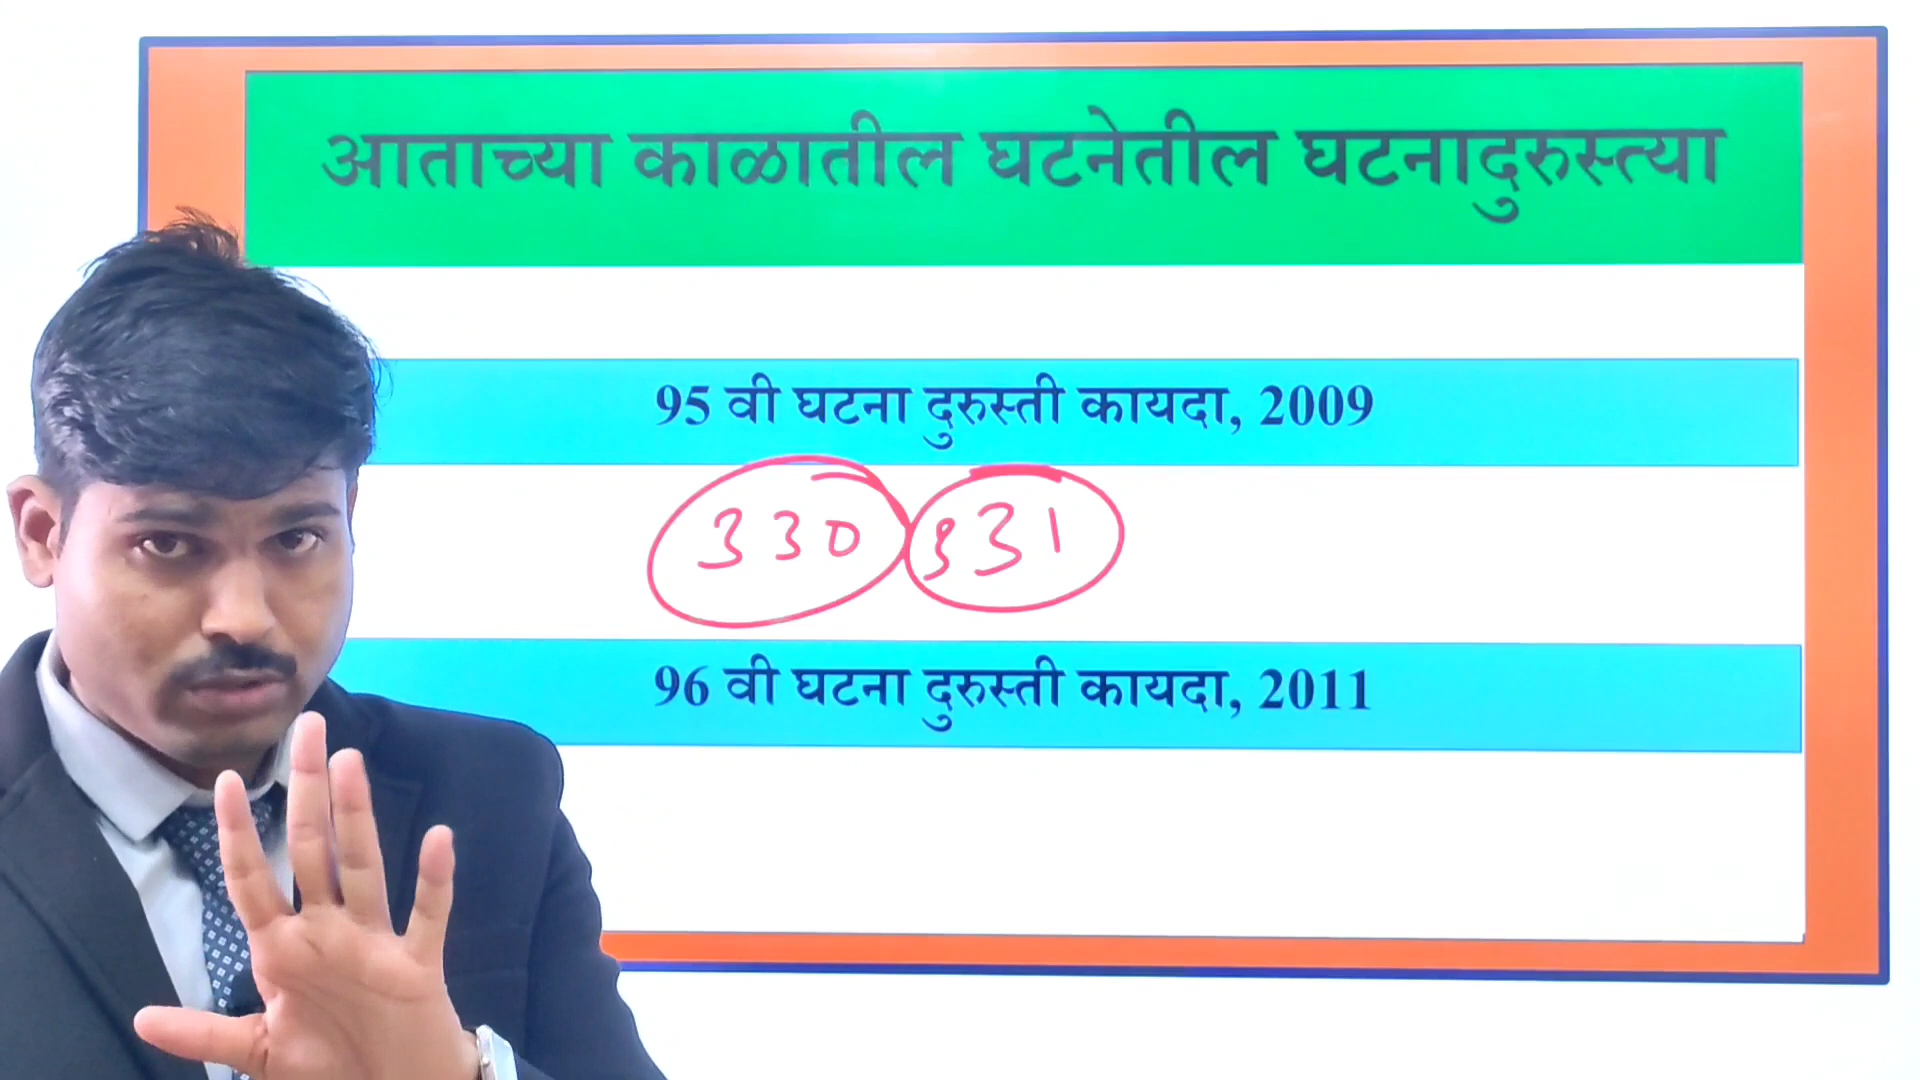 आताच्या काळातील घटनेतील घटनादुरुस्त्या
95 वी घटना दुरुस्ती कायदा, 2009
330 331
96 वी घटना दुरुस्ती कायदा, 2011